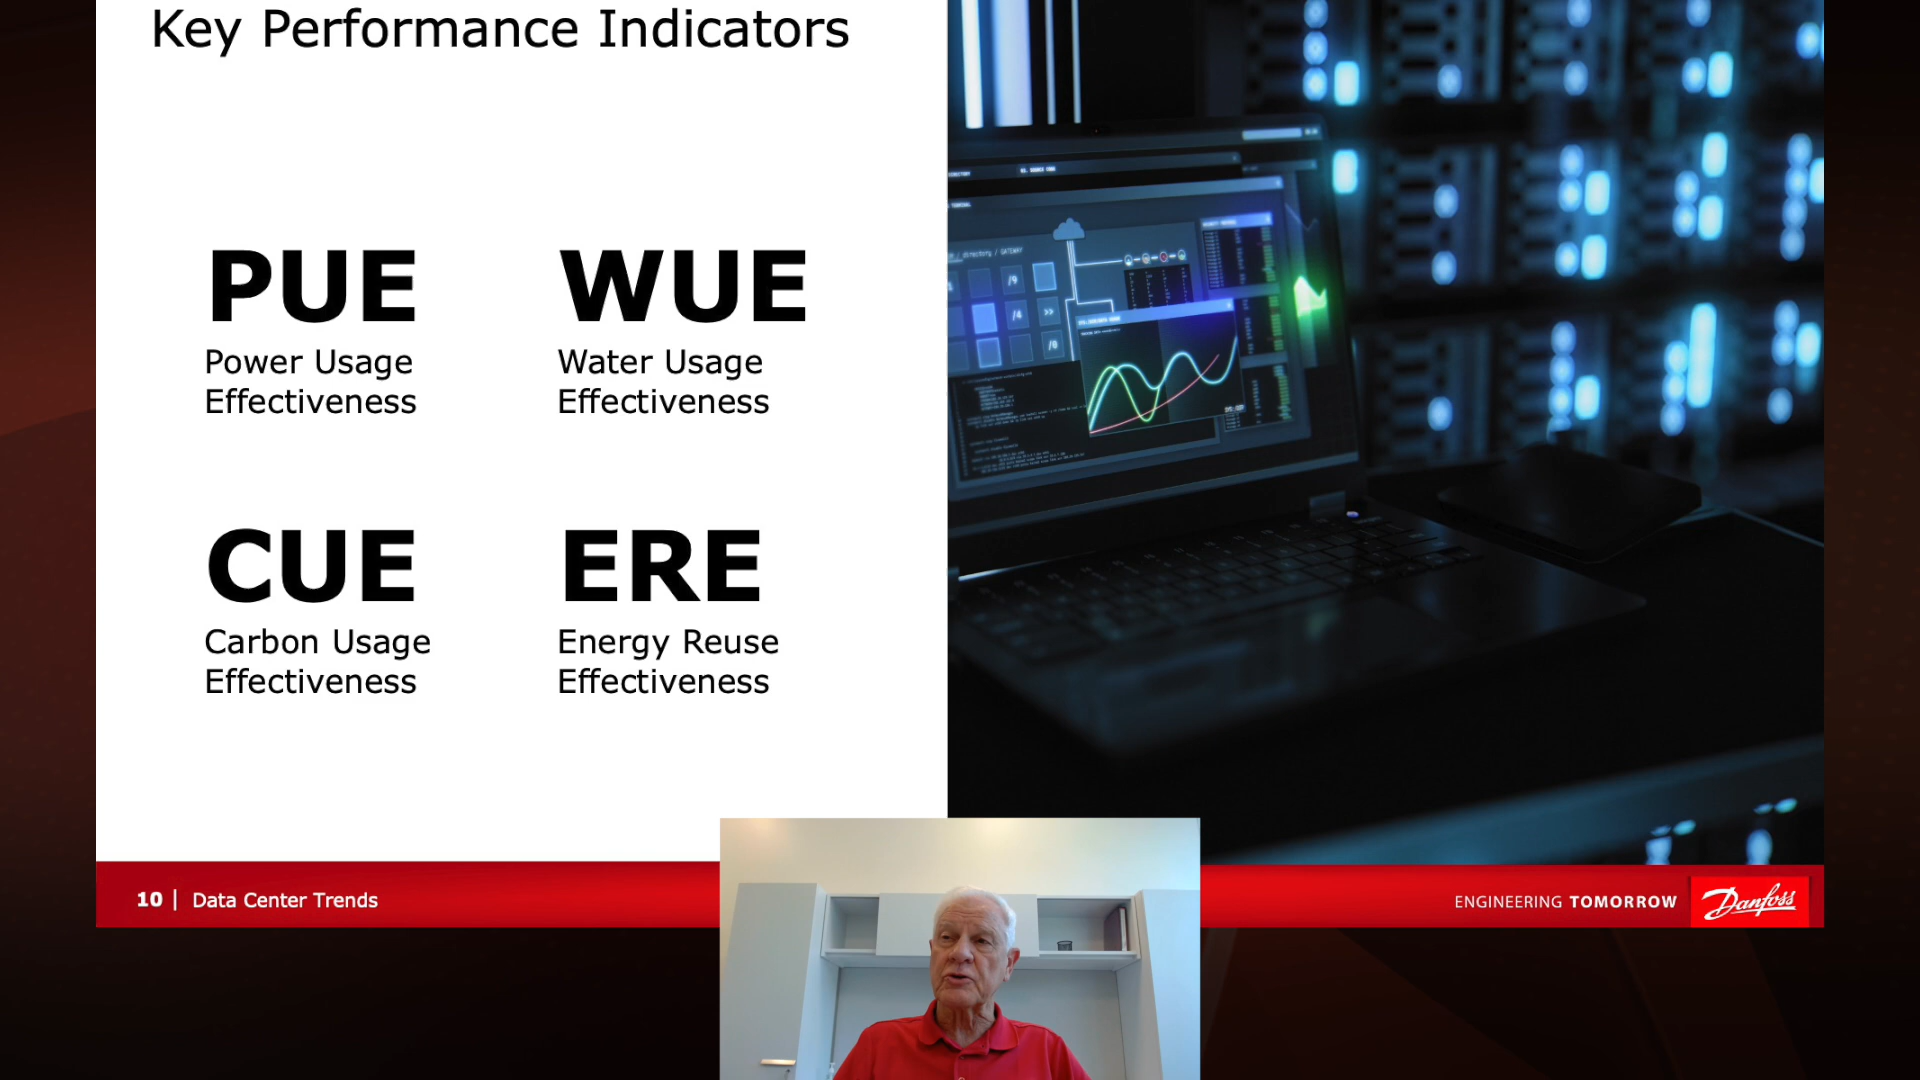 Key Performance Indicators
PUE
Power Usage
Effectiveness
WUE
Water Usage
Effectiveness
CUE
Carbon Usage
Effectiveness
ERE
Energy Reuse
Effectiveness
10 | Data Center Trends
ENGINEERING TOMORROW
Danfoss